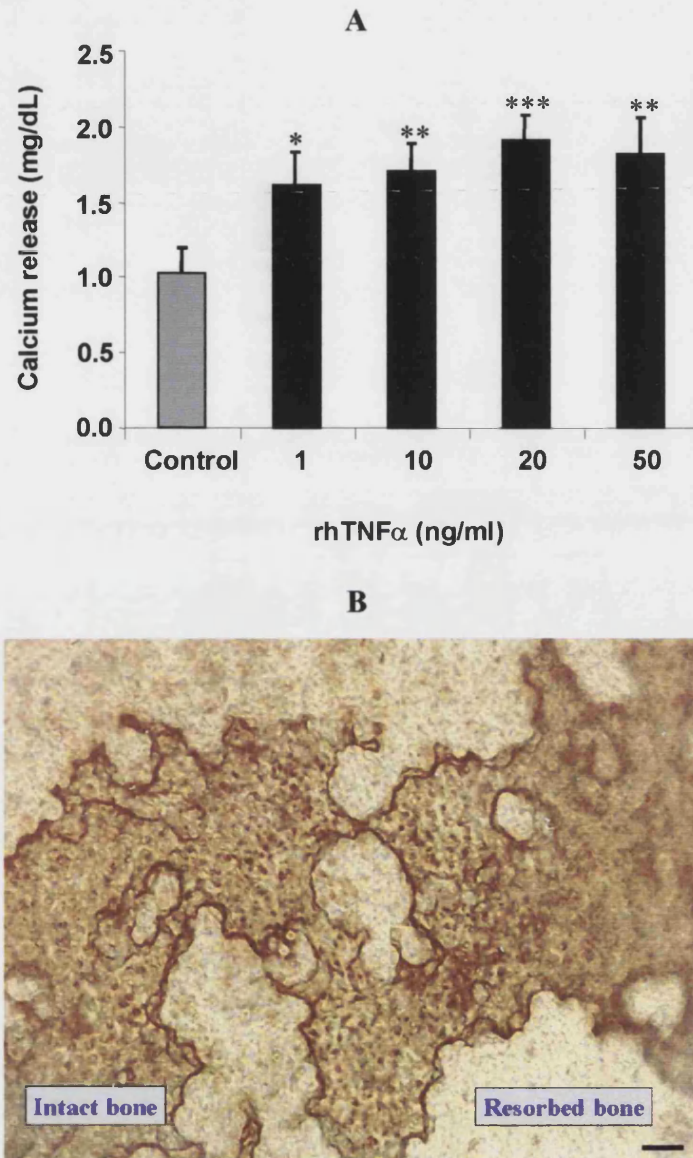 A
Calcium release (mg/dL)
2.5
2.0
1.5
1.0
0.5
0.0
*
**
***
**
Control 1 10 20 50
rhTNFα (ng/ml)
B
Intact bone
Resorbed bone